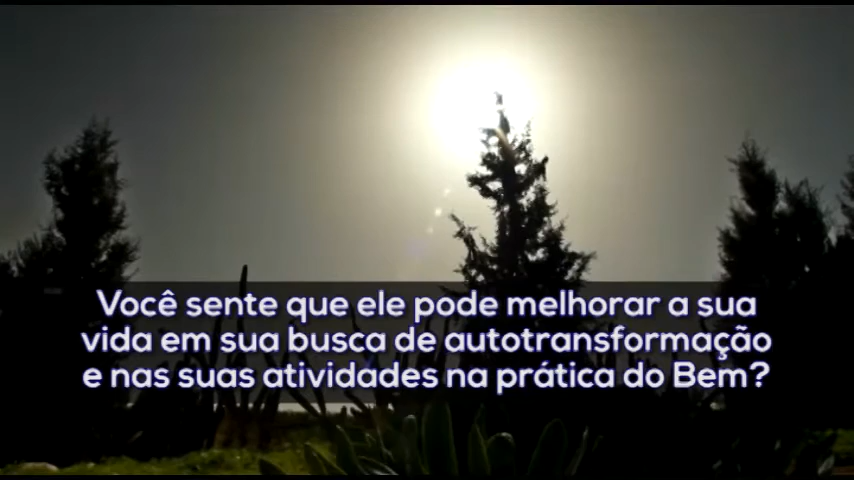 Você sente que ele pode melhorar a sua
vida em sua busca de autotransformação
e nas suas atividades na prática do Bem?